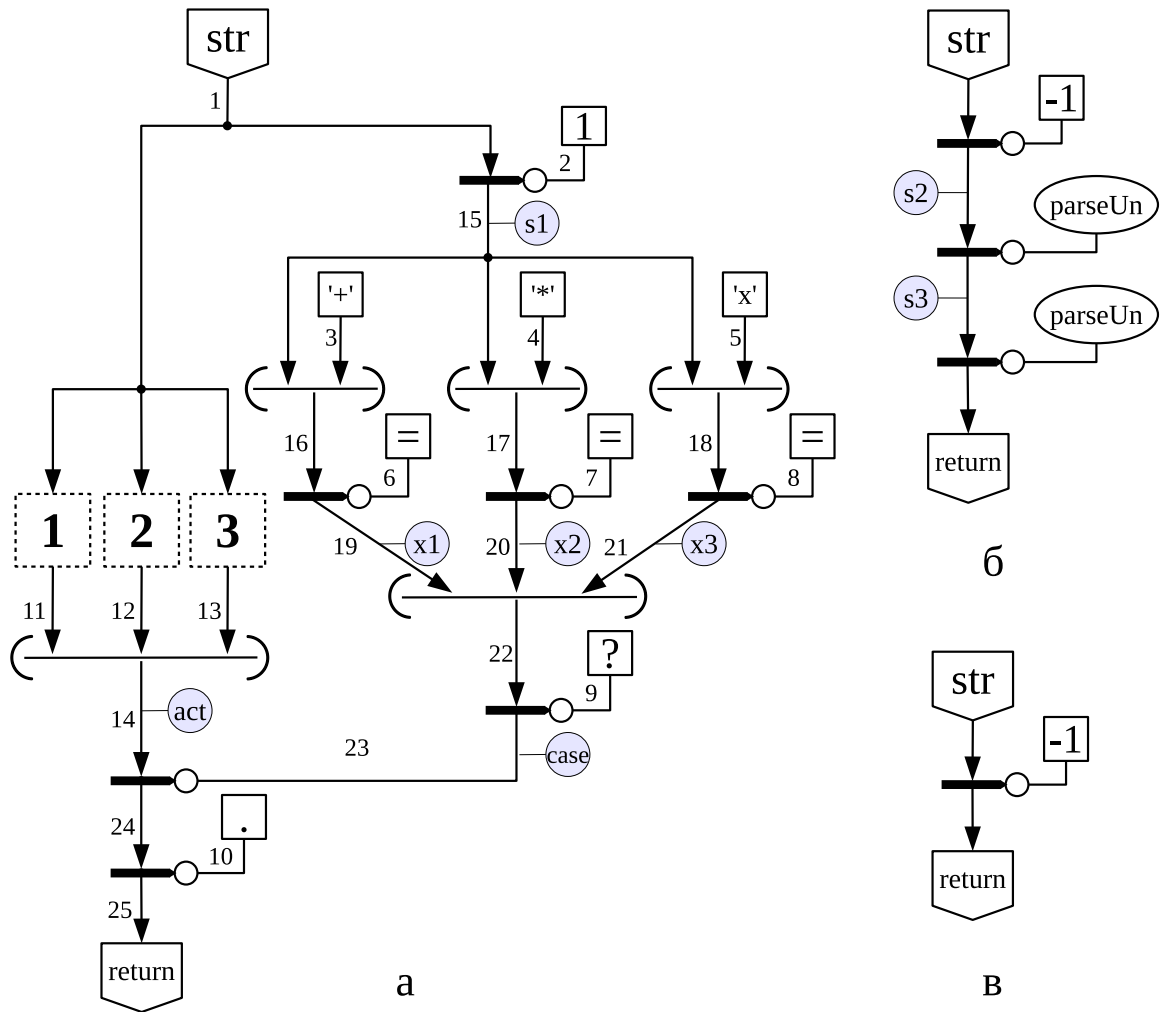 str
str
1
-1
1
2
s2
parseUn
15
s1
'+'
'*'
'x'
s3
parseUn
3
4
5
=
=
=
16
17
18
return
6
7
8
1
2
3
19
x1
20
x2
21
x3
б
11
12
13
?
22
9
str
14
act
-1
23
case
.
24
10
return
25
return
а
в